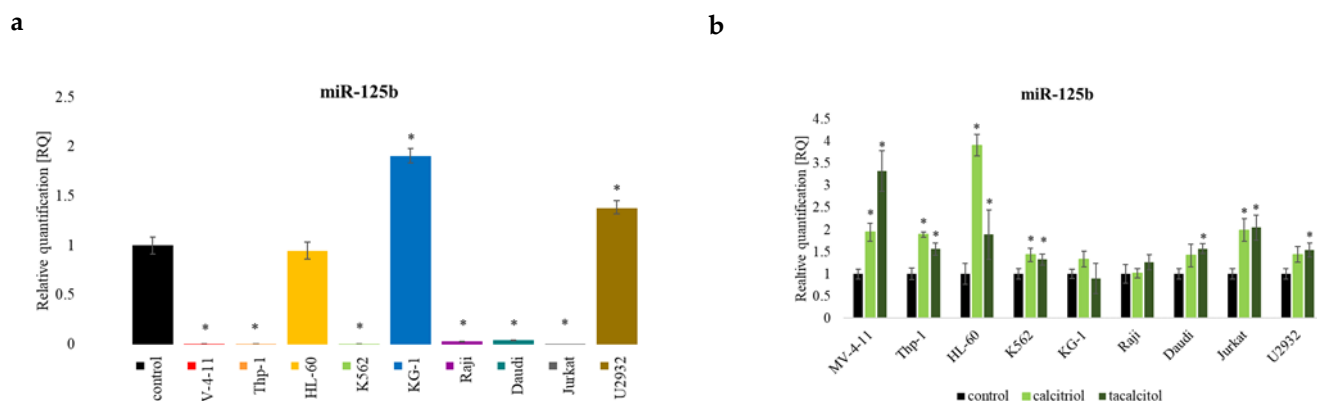 a
miR-125b
Relative quantification [RQ]
2.5
2
1.5
1
0.5
0
*
*
*
*
*
*
*
*
control
V-4-11
Thp-1
HL-60
K562
KG-1
Raji
Daudi
Jurkat
U2932
b
miR-125b
Realtive quantification [RQ]
4.5
4
3.5
3
2.5
2
1.5
1
0.5
0
*
*
*
*
*
*
*
*
*
*
*
*
MV-4-11
Thp-1
HL-60
K562
KG-1
Raji
Daudi
Jurkat
U2932
control calcitriol tacalcitol